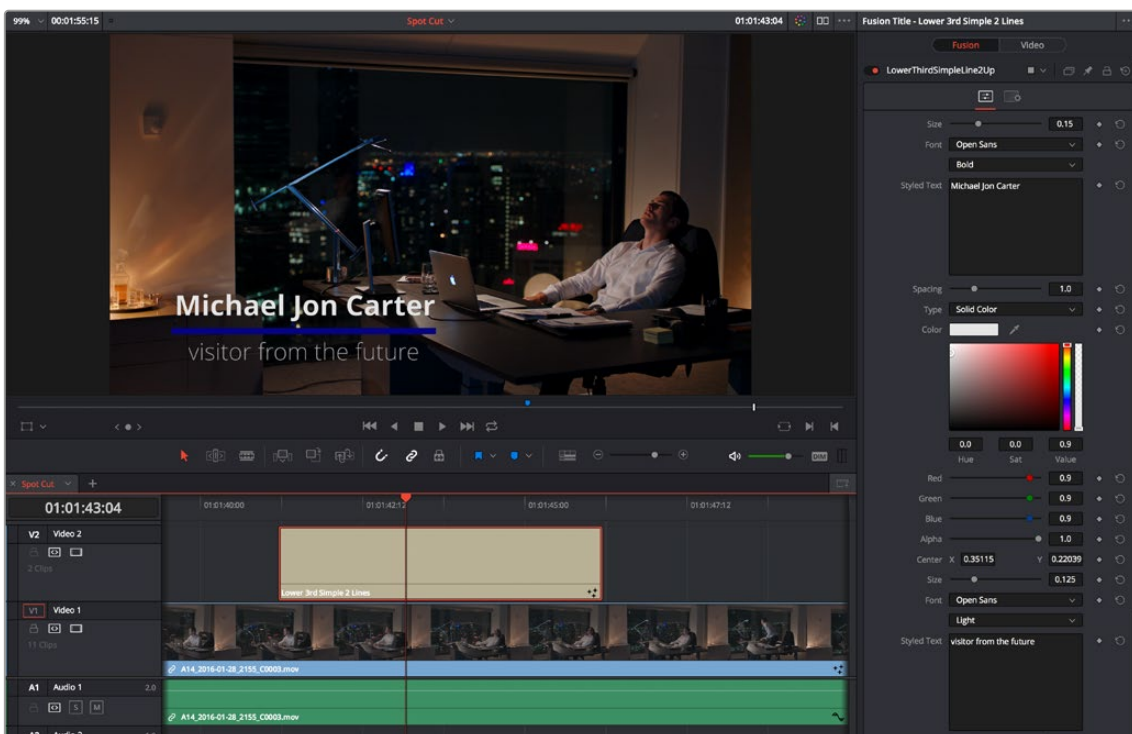 99% 00:01:55:15 Spot Cut 01:01:43:04 Fusion Title - Lower 3rd Simple 2 Lines
Fusion Video
LowerThirdSimpleLine2Up
Size 0.15
Font Open Sans
Bold
Styled Text Michael Jon Carter
Michael Jon Carter
visitor from the future
Spacing 1.0
Type Solid Color
Color
0.0 0.0 0.9
Hue Sat Value
Red 0.9
Green 0.9
Blue 0.9
Alpha 1.0
Center X 0.35115 Y 0.22039
Size 0.125
Font Open Sans
Light
Styled Text visitor from the future
DIM
Spot Cut
01:01:43:04 01:01:40:00 01:01:42:12 01:01:45:00 01:01:47:12
V2 Video 2
2 Clips
Lower 3rd Simple 2 Lines
V1 Video 1
11 Clips
A14_2016-01-28_2155_C0003.mov
A1 Audio 1 2.0
S M
A14_2016-01-28_2155_C0003.mov